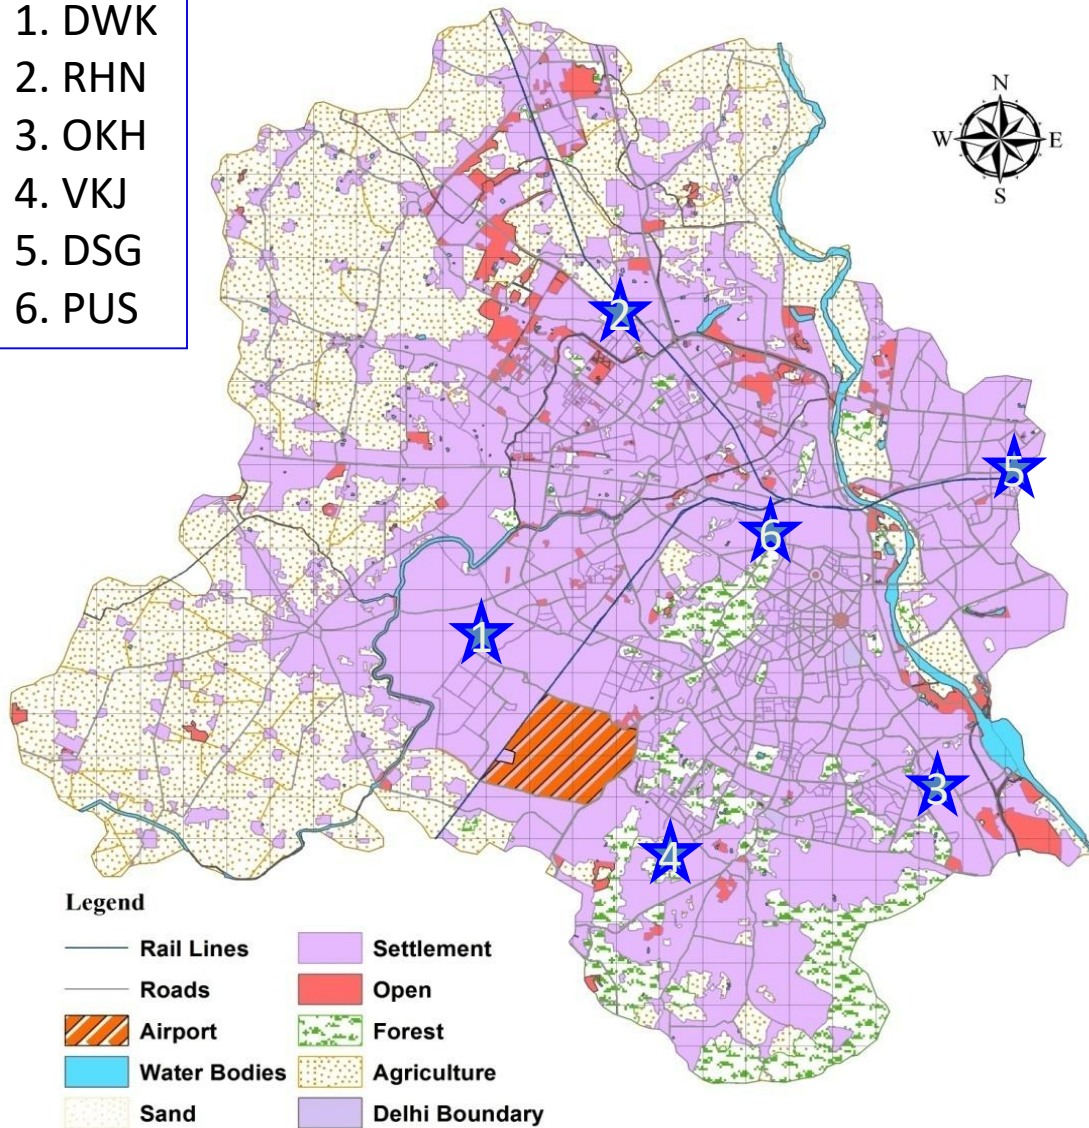 1. DWK
2. RHN
3. OKH
4. VKJ
5. DSG
6. PUS
N
W E
S
2
5
6
1
3
4
Legend
Rail Lines
Settlement
Roads
Open
Airport
Forest
Water Bodies
Agriculture
Sand
Delhi Boundary